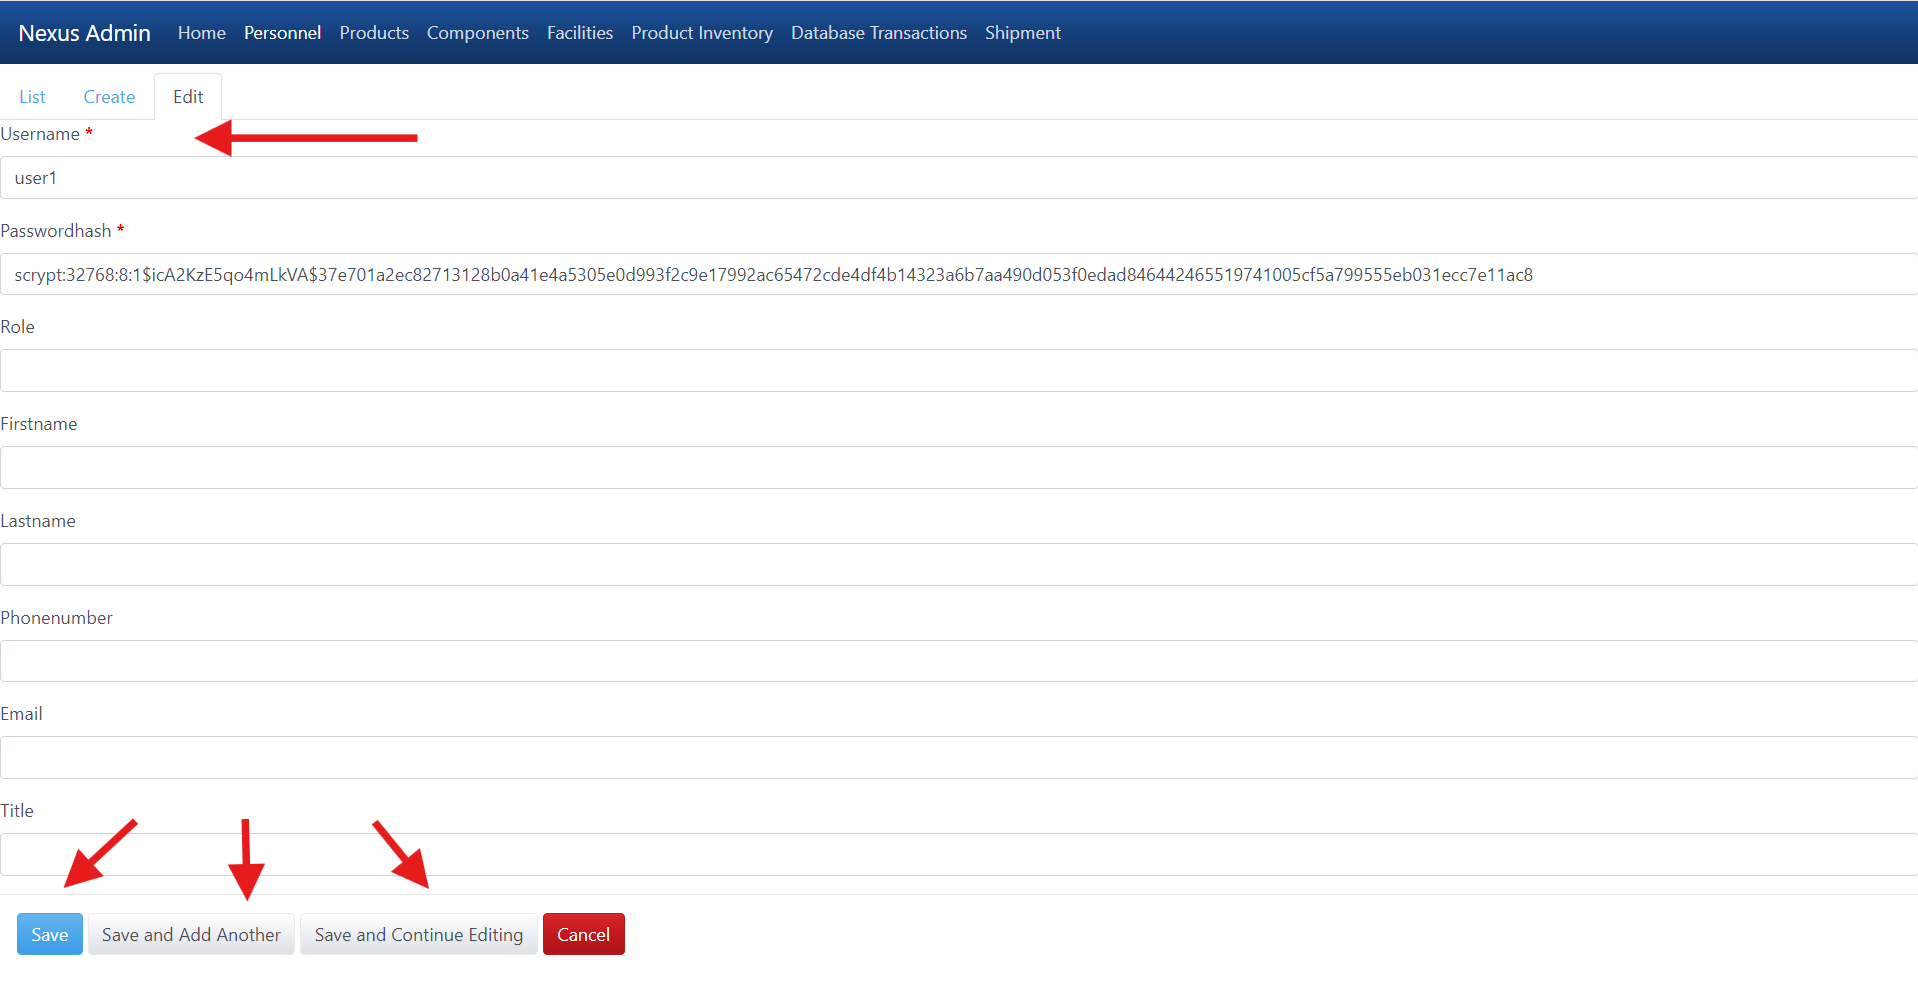 Nexus Admin Home Personnel Products Components Facilities Product Inventory Database Transactions Shipment
List Create Edit
Username *
user1
Passwordhash *
scrypt:32768:8:1$icA2KzE5qo4mLkVA$37e701a2ec82713128b0a41e4a5305e0d993f2c9e17992ac65472cde4df4b14323a6b7aa490d053f0edad846442465519741005cf5a799555eb031ecc7e11ac8
Role
Firstname
Lastname
Phonenumber
Email
Title
Save Save and Add Another Save and Continue Editing Cancel